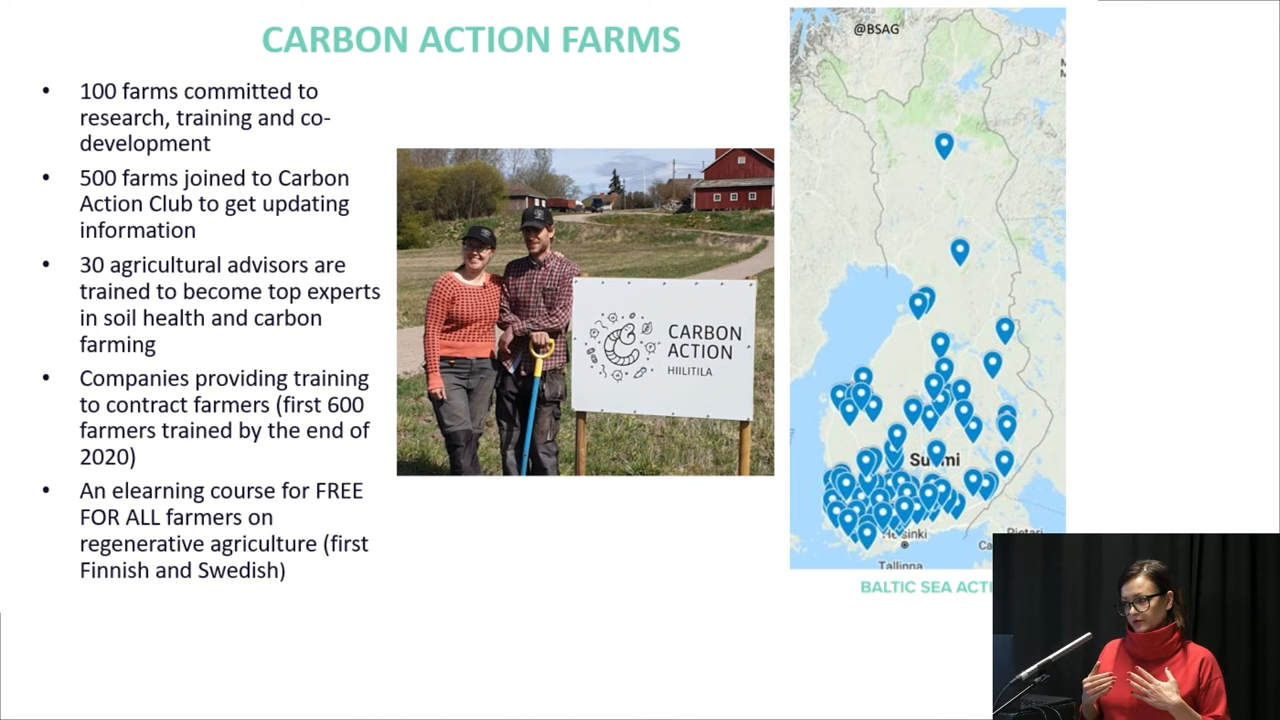 CARBON ACTION FARMS
• 100 farms committed to
research, training and co-
development
• 500 farms joined to Carbon
Action Club to get updating
information
• 30 agricultural advisors are
trained to become top experts
in soil health and carbon
farming
• Companies providing training
to contract farmers (first 600
farmers trained by the end of
2020)
• An elearning course for FREE
FOR ALL farmers on
regenerative agriculture (first
Finnish and Swedish)
CARBON
ACTION
HIILITILA
@BSAG
Suomi
Helsinki
Tallinna
Pietari
BALTIC SEA ACTI